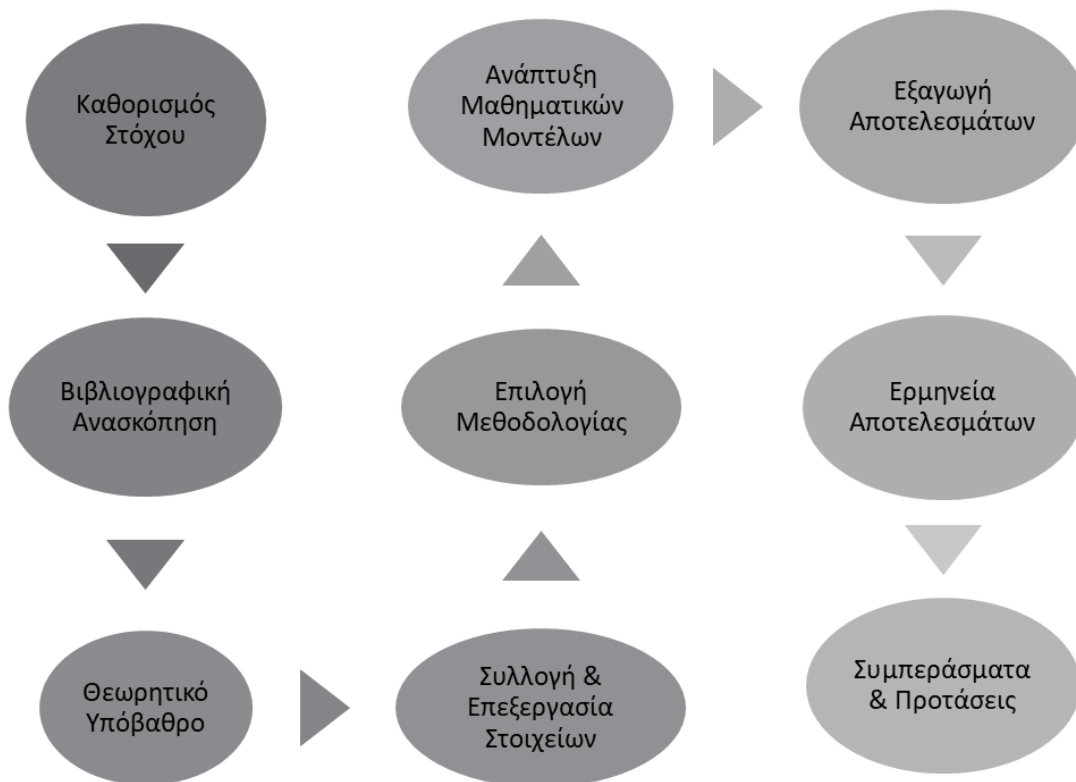 Καθορισμός
Στόχου
Βιβλιογραφική
Ανασκόπηση
Θεωρητικό
Υπόβαθρο
Συλλογή &
Επεξεργασία
Στοιχείων
Επιλογή
Μεθοδολογίας
Ανάπτυξη
Μαθηματικών
Μοντέλων
Εξαγωγή
Αποτελεσμάτων
Ερμηνεία
Αποτελεσμάτων
Συμπεράσματα
& Προτάσεις